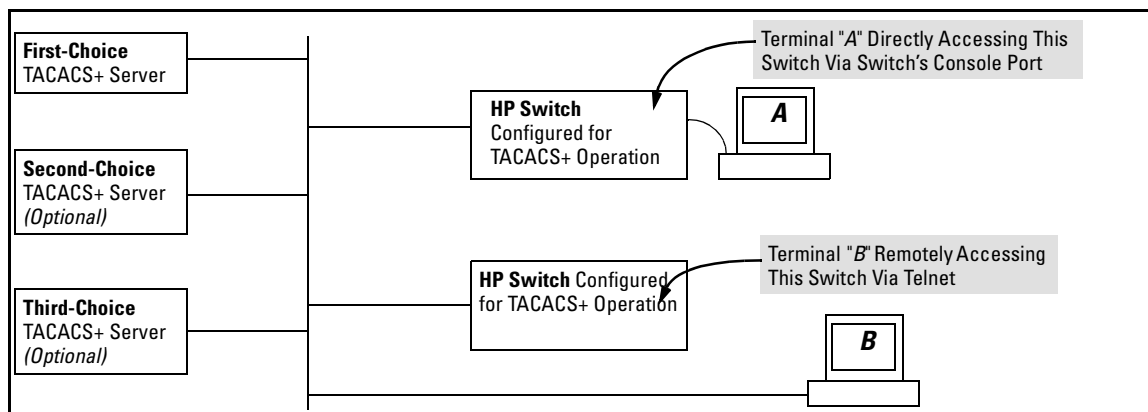 First-Choice
TACACS+ Server
Second-Choice
TACACS+ Server
(Optional)
Third-Choice
TACACS+ Server
(Optional)
HP Switch
Configured for
TACACS+ Operation
Terminal "A" Directly Accessing This
Switch Via Switch's Console Port
A
HP Switch Configured
for TACACS+ Operation
Terminal "B" Remotely Accessing
This Switch Via Telnet
B